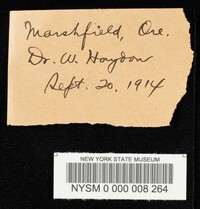 Marshfield, Ore.
Dr. W. Haydon
Sept. 20, 1914
NEW YORK STATE MUSEUM
NYSM 0 000 008 264